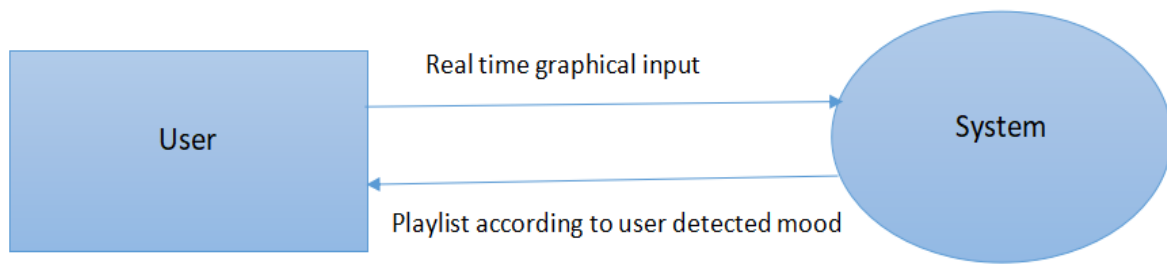 Real time graphical input
User
System
Playlist according to user detected mood